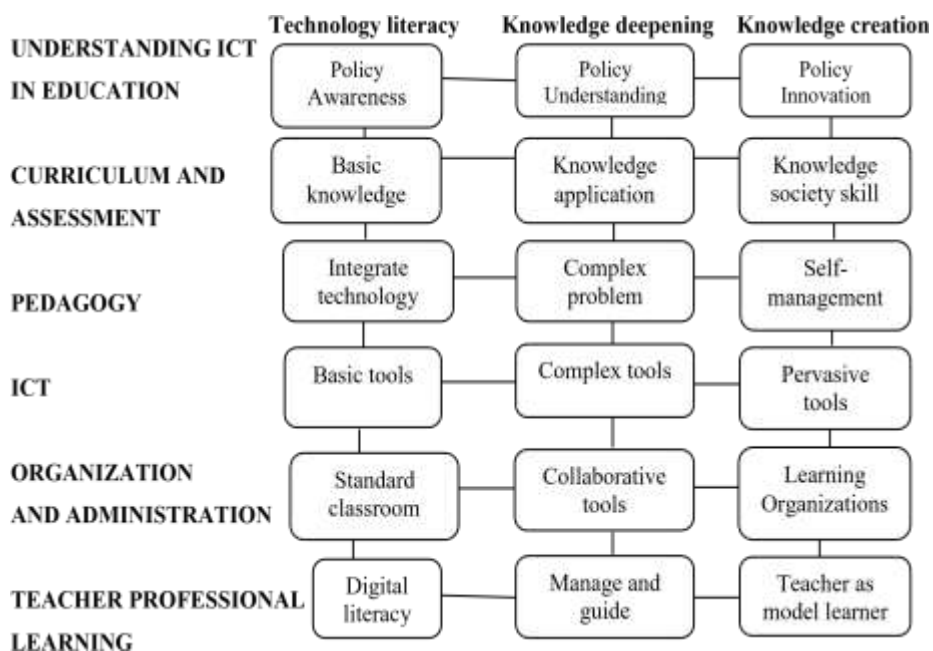 Technology literacy Knowledge deepening Knowledge creation
UNDERSTANDING ICT
IN EDUCATION
Policy
Awareness
Policy
Understanding
Policy
Innovation
CURRICULUM AND
ASSESSMENT
Basic
knowledge
Knowledge
application
Knowledge
society skill
PEDAGOGY
Integrate
technology
Complex
problem
Self-
management
ICT
Basic tools
Complex tools
Pervasive
tools
ORGANIZATION
AND ADMINISTRATION
Standard
classroom
Collaborative
tools
Learning
Organizations
TEACHER PROFESSIONAL
LEARNING
Digital
literacy
Manage and
guide
Teacher as
model learner